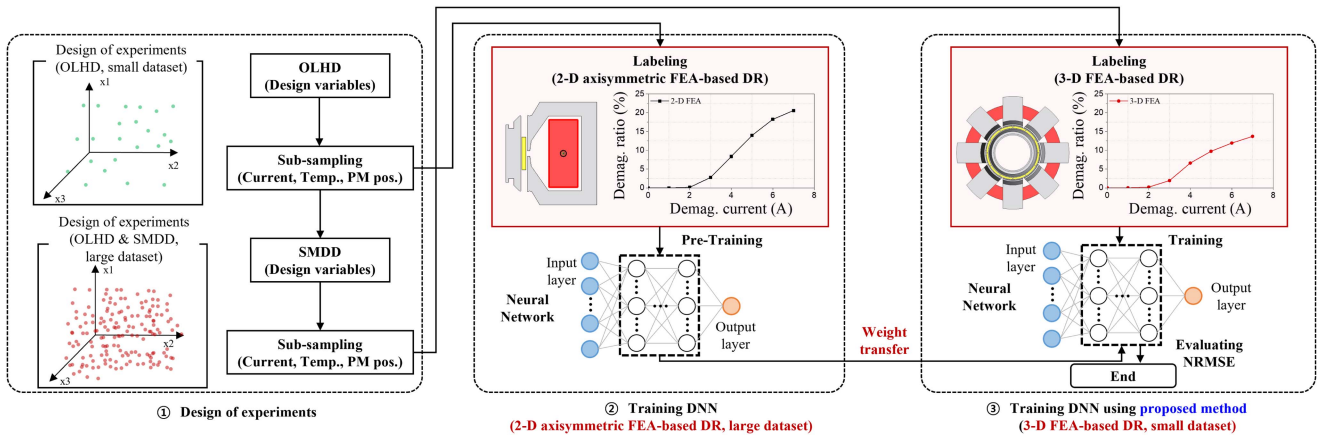 Design of experiments
(OLHD, small dataset)
x1
x2
x3
Design of experiments
(OLHD & SMDD,
large dataset)
x1
x2
x3
OLHD
(Design variables)
Sub-sampling
(Current, Temp., PM pos.)
SMDD
(Design variables)
Sub-sampling
(Current, Temp., PM pos.)
① Design of experiments
Labeling
(2-D axisymmetric FEA-based DR)
Demag. ratio (%)
25
20
15
10
5
0
2-D FEA
0 2 4 6 8
Demag. current (A)
Pre-Training
Input
layer
Neural
Network
Output
layer
② Training DNN
(2-D axisymmetric FEA-based DR, large dataset)
Weight
transfer
Labeling
(3-D FEA-based DR)
Demag. ratio (%)
25
20
15
10
5
0
3-D FEA
0 2 4 6 8
Demag. current (A)
Training
Input
layer
Neural
Network
Output
layer
Evaluating
NRMSE
End
③ Training DNN using proposed method
(3-D FEA-based DR, small dataset)